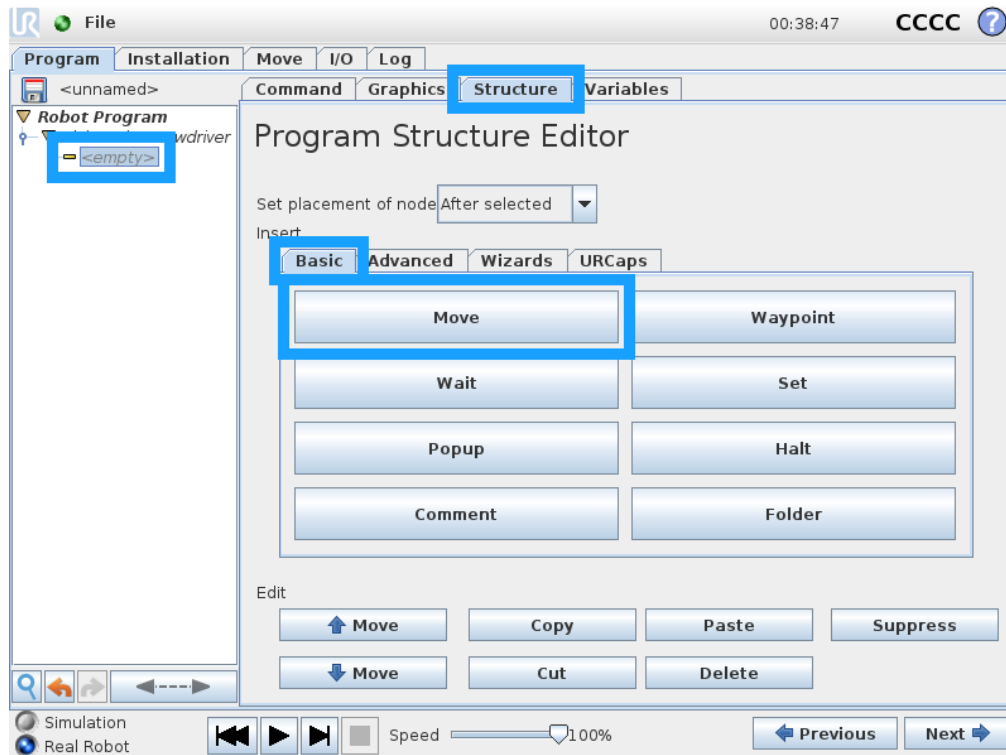 UR File 00:38:47 CCCC ?
Program Installation Move I/O Log
<unnamed> Command Graphics Structure Variables
Robot Program
wdriver
<empty>
Program Structure Editor
Set placement of node After selected
Insert
Basic Advanced Wizards URCaps
Move Waypoint
Wait Set
Popup Halt
Comment Folder
Edit
Move Copy Paste Suppress
Move Cut Delete
Simulation
Real Robot
Speed 100% Previous Next